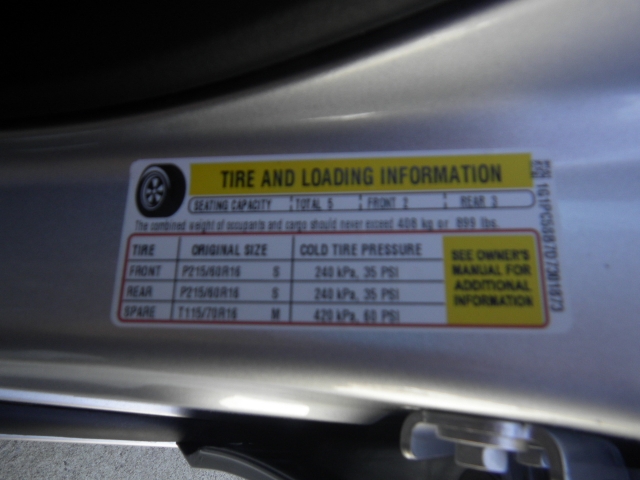 TIRE AND LOADING INFORMATION
SEATING CAPACITY TOTAL 5 FRONT 2 REAR 3
The combined weight of occupants and cargo should never exceed 408 kg or 899 lbs.
TIRE ORIGINAL SIZE COLD TIRE PRESSURE
FRONT P215/60R16 S 240 kPa, 35 PSI
REAR P215/60R16 S 240 kPa, 35 PSI
SPARE T115/70R16 M 420 kPa, 60 PSI
SEE OWNER'S
MANUAL FOR
ADDITIONAL
INFORMATION